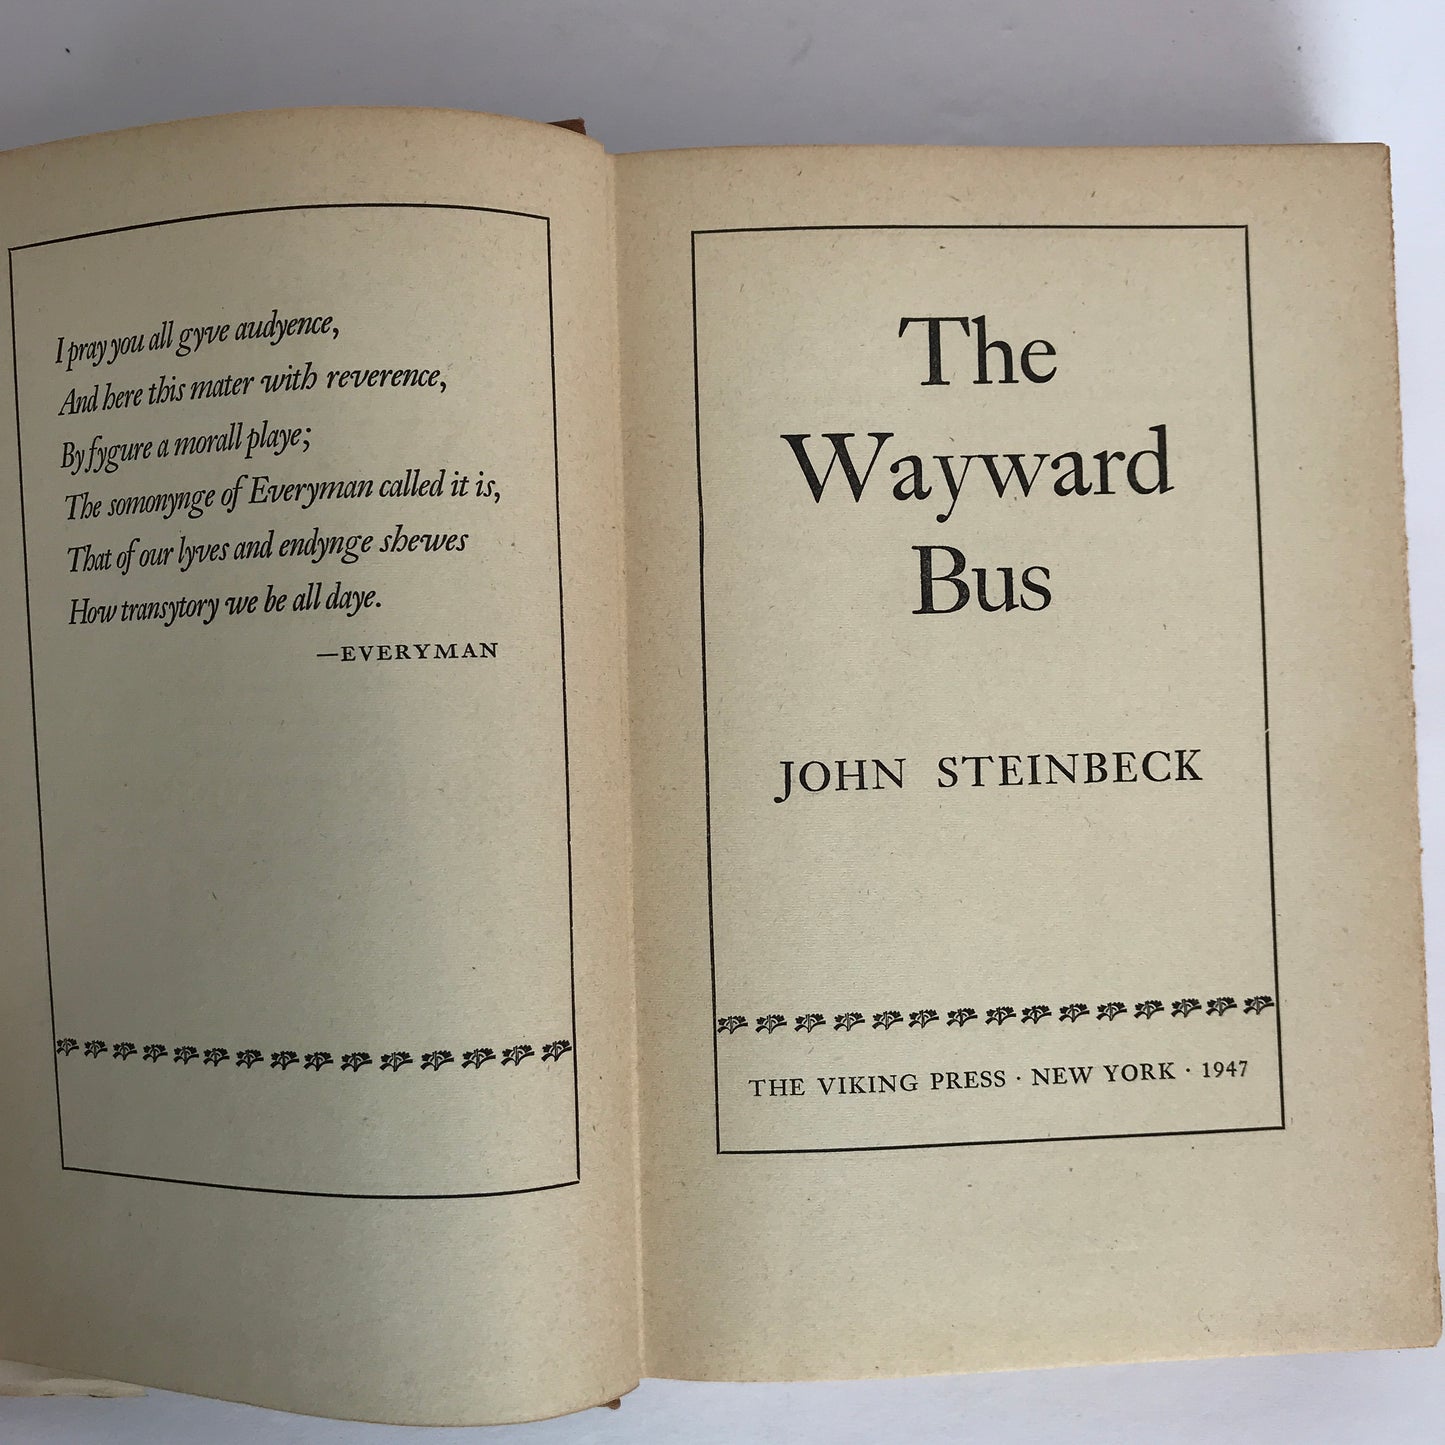 I pray you all gyve audyence,
And here this mater with reverence,
By fygure a morall playe;
The somonynge of Everyman called it is,
That of our lyves and endynge shewes
How transytory we be all daye.
—EVERYMAN
The
Wayward
Bus
JOHN STEINBECK
THE VIKING PRESS · NEW YORK · 1947